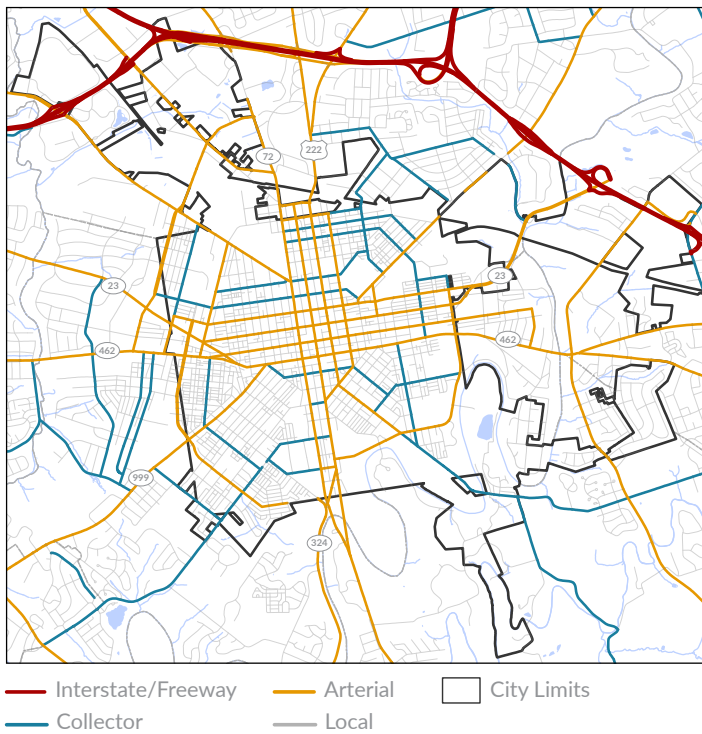 72
222
23
23
462
462
999
324
Interstate/Freeway
Arterial
City Limits
Collector
Local